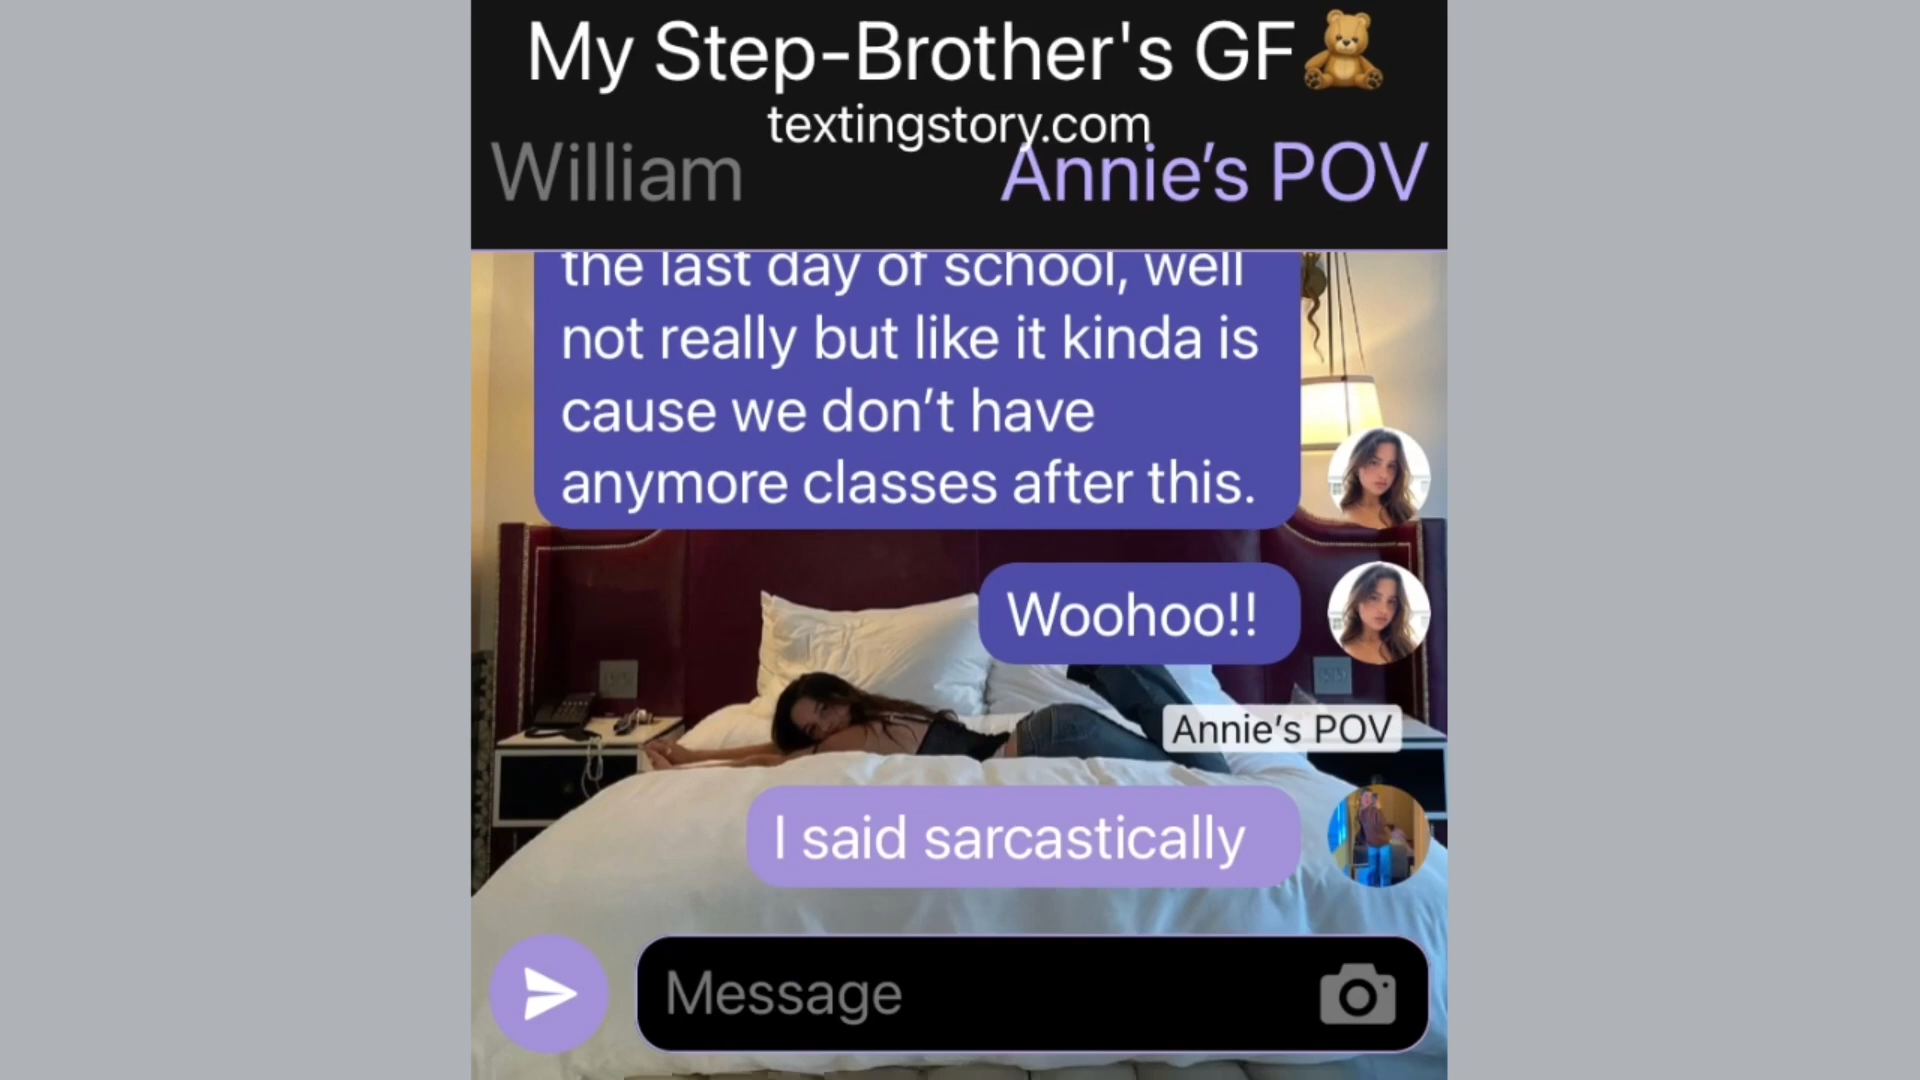 My Step-Brother's GF🧸
textingstory.com
William
Annie’s POV
the last day of school, well
not really but like it kinda is
cause we don’t have
anymore classes after this.
Woohoo!!
Annie’s POV
I said sarcastically
Message